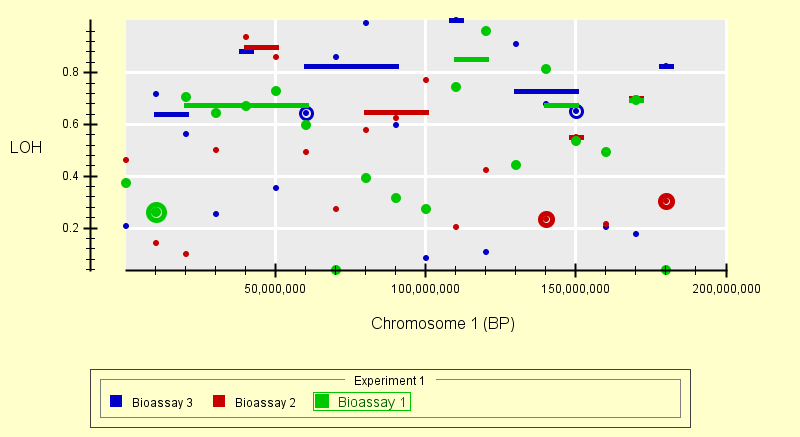 0.8
0.6
LOH
0.4
0.2
50,000,000 100,000,000 150,000,000 200,000,000
Chromosome 1 (BP)
Experiment 1
Bioassay 3 Bioassay 2 Bioassay 1